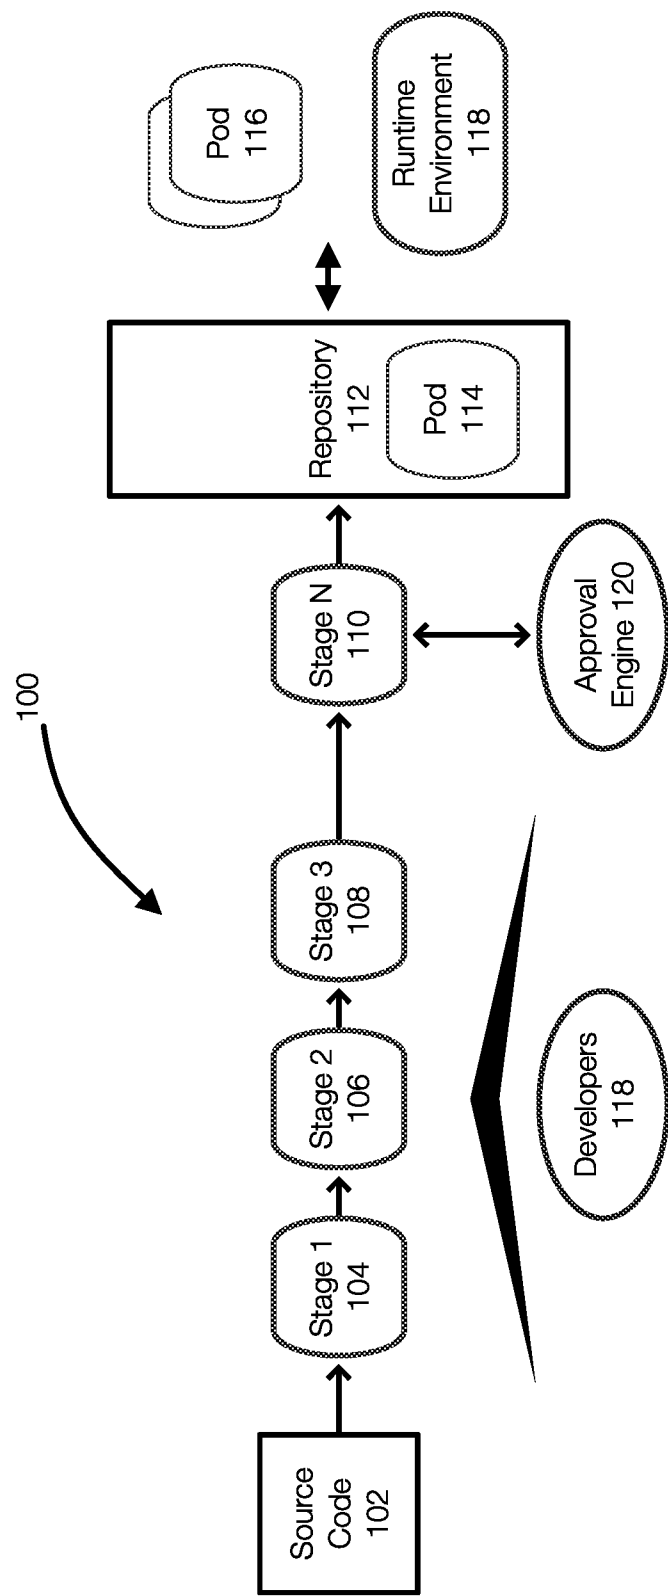 100
Source
Code
102
Stage 1
104
Stage 2
106
Stage 3
108
Stage N
110
Repository
112
Pod
114
Pod
116
Runtime
Environment
118
Developers
118
Approval
Engine 120